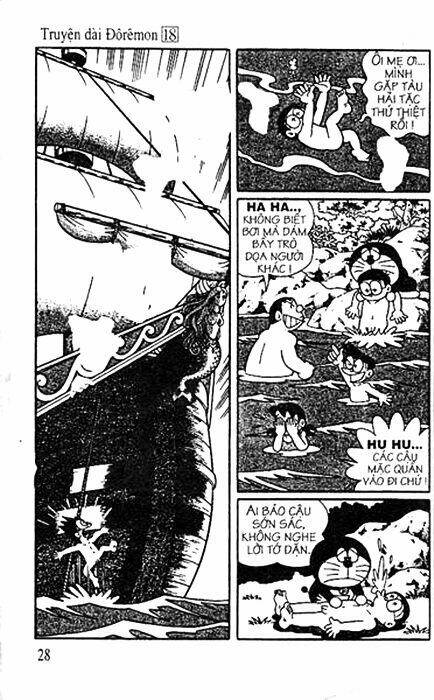 Truyện dài Đôrêmon 18
ÔI MẸ ƠI...
MÌNH
GẶP TÀU
HẢI TẶC
THỨ THIỆT
RỒI !
HA HA...
KHÔNG BIẾT
BƠI MÀ DÁM
BÀY TRÒ
DỌA NGƯỜI
KHÁC !
HU HU...
CÁC CẬU
MẶC QUẦN
VÀO ĐI CHỨ !
AI BẢO CẬU
SỚN SÁC,
KHÔNG NGHE
LỜI TỚ DẶN.
28